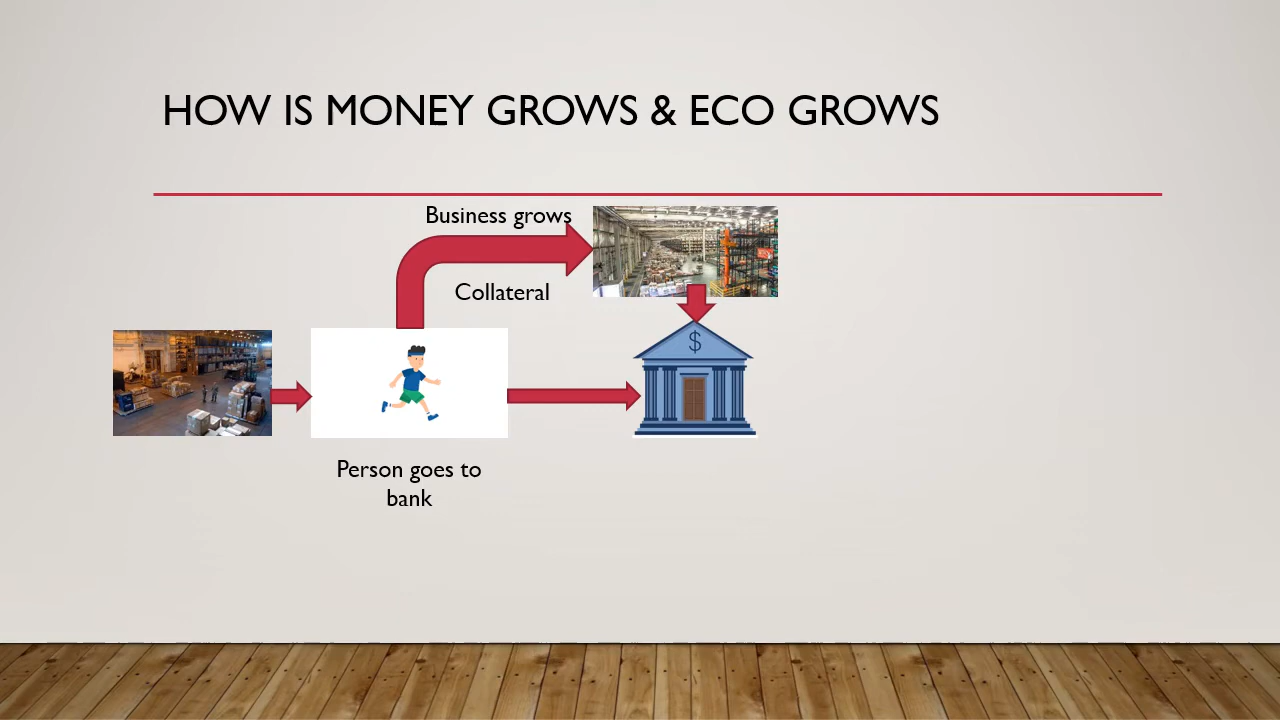 HOW IS MONEY GROWS & ECO GROWS
Business grows
Collateral
$
Person goes to
bank